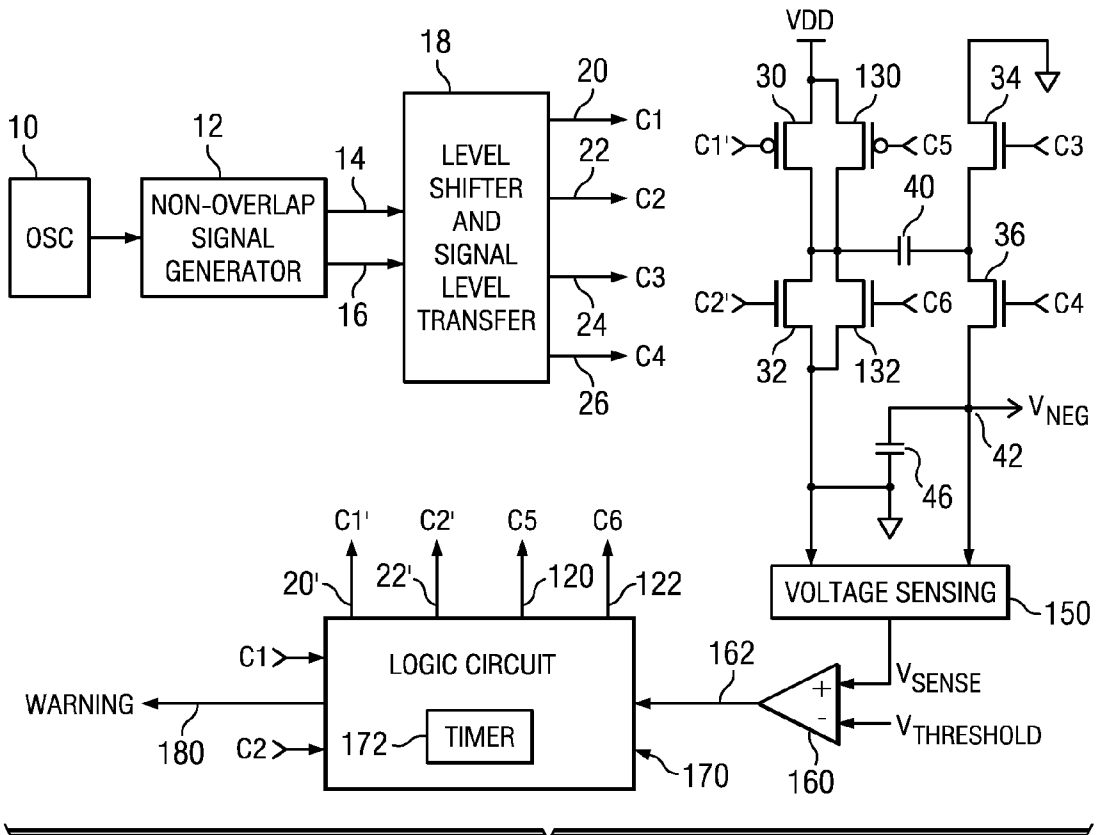 VDD
18
20
30
130
34
10
12
14
C1
C1'
C5
C3
OSC
NON-OVERLAP
SIGNAL
GENERATOR
LEVEL
SHIFTER
AND
SIGNAL
LEVEL
TRANSFER
22
C2
40
36
16
C3
24
C2'
C6
C4
C4
26
32
132
VNEG
42
46
C1'
C2'
C5
C6
20'
22'
120
122
VOLTAGE SENSING
150
C1
LOGIC CIRCUIT
162
VSENSE
WARNING
+
-
VTHRESHOLD
180
C2
172
TIMER
170
160